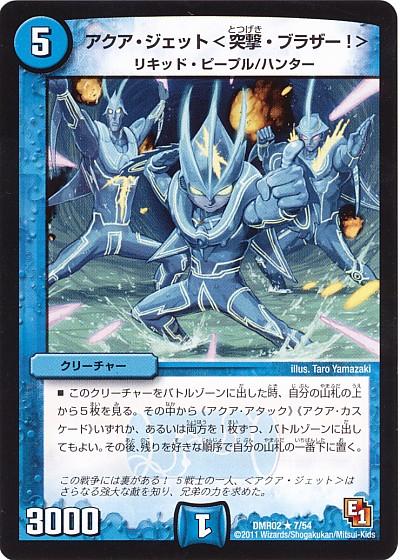 5
アクア・ジェット<突撃・ブラザー!>
とつげき
リキッド・ピープル/ハンター
illus. Taro Yamazaki
クリーチャー
■ このクリーチャーをバトルゾーンに出した時、自分の山札の上
から5枚を見る。その中から《アクア・アタック》《アクア・カス
ケード》いずれか、あるいは両方を1枚ずつ、バトルゾーンに出し
てもよい。その後、残りを好きな順序で自分の山札の一番下に置く。
この戦争には裏がある! 5戦士の一人、<アクア・ジェット>は
さらなる強大な敵を知り、兄弟の力を求めた。
3000
1
DMR02 ★ 7/54
©2011 Wizards/Shogakukan/Mitsui-Kids
E1